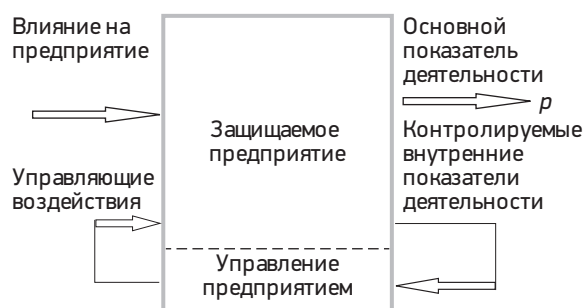 Влияние на
предприятие
Управляющие
воздействия
Защищаемое
предприятие
Управление
предприятием
Основной
показатель
деятельности
p
Контролируемые
внутренние
показатели
деятельности